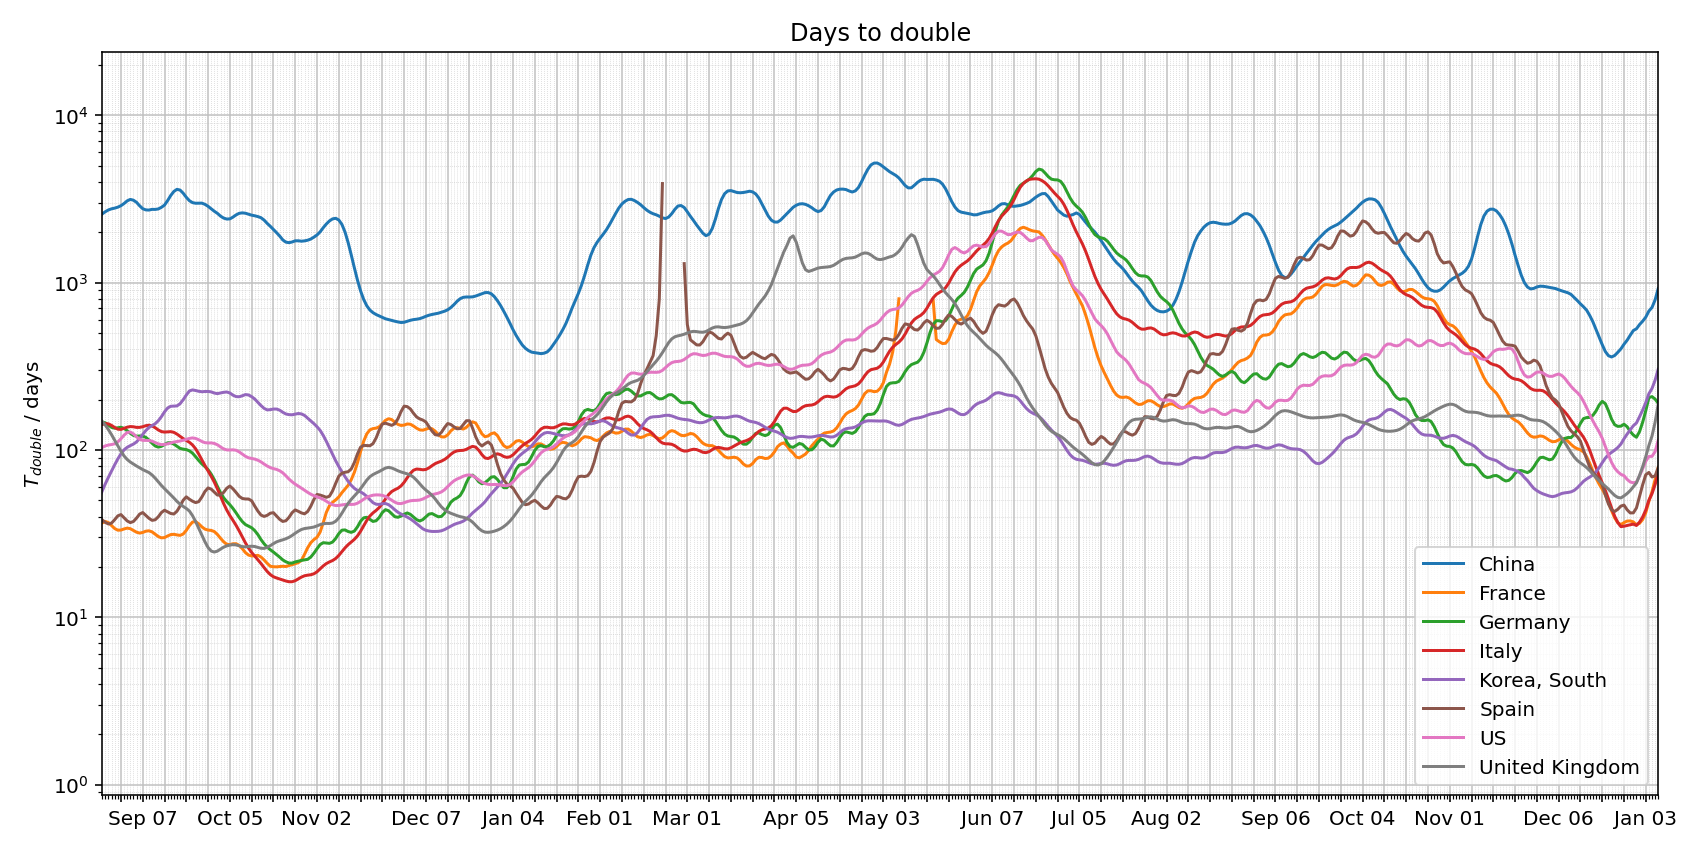 Days to double
T_double / days
10⁴
10³
10²
10¹
10⁰
Sep 07 Oct 05 Nov 02 Dec 07 Jan 04 Feb 01 Mar 01 Apr 05 May 03 Jun 07 Jul 05 Aug 02 Sep 06 Oct 04 Nov 01 Dec 06 Jan 03
China
France
Germany
Italy
Korea, South
Spain
US
United Kingdom